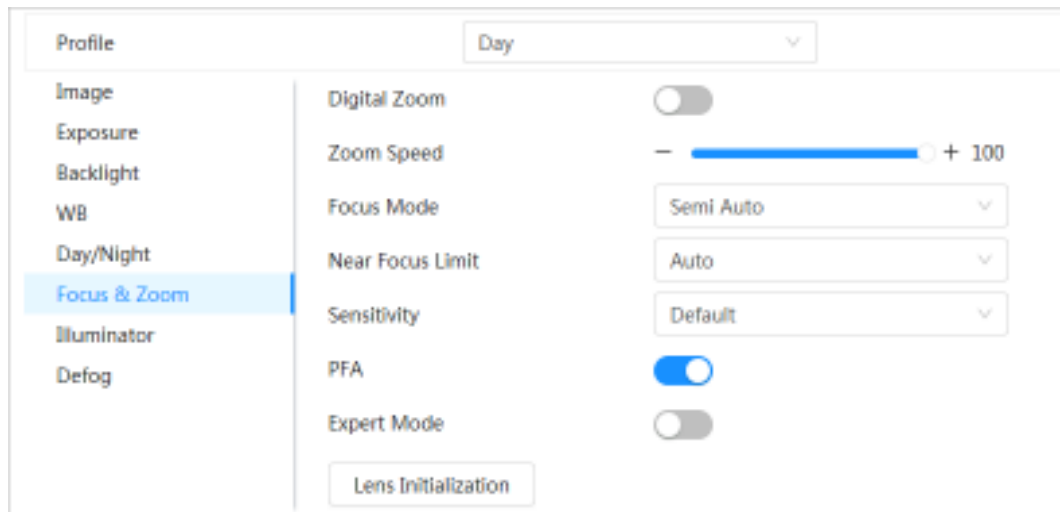 Profile Day
Image
Exposure
Backlight
WB
Day/Night
Focus & Zoom
Illuminator
Defog
Digital Zoom
Zoom Speed − + 100
Focus Mode Semi Auto
Near Focus Limit Auto
Sensitivity Default
PFA
Expert Mode
Lens Initialization